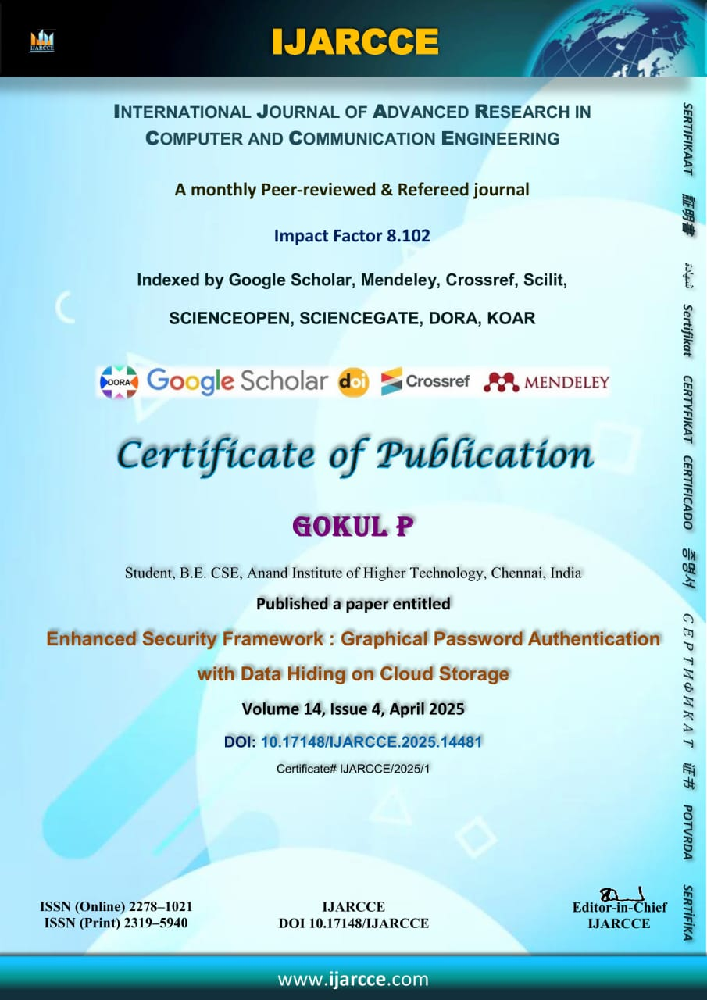 IJARCCE
IJARCCE
INTERNATIONAL JOURNAL OF ADVANCED RESEARCH IN
COMPUTER AND COMMUNICATION ENGINEERING
A monthly Peer-reviewed & Refereed journal
Impact Factor 8.102
Indexed by Google Scholar, Mendeley, Crossref, Scilit,
SCIENCEOPEN, SCIENCEGATE, DORA, KOAR
DORA Google Scholar doi Crossref MENDELEY
Certificate of Publication
GOKUL P
Student, B.E. CSE, Anand Institute of Higher Technology, Chennai, India
Published a paper entitled
Enhanced Security Framework : Graphical Password Authentication
with Data Hiding on Cloud Storage
Volume 14, Issue 4, April 2025
DOI: 10.17148/IJARCCE.2025.14481
Certificate# IJARCCE/2025/1
ISSN (Online) 2278–1021
ISSN (Print) 2319–5940
IJARCCE
DOI 10.17148/IJARCCE
Editor-in-Chief
IJARCCE
www.ijarcce.com
SERTIFIKAAT 証明書 شهادة Sertifikat CERTYFIKAT CERTIFICADO 증명서 СЕРТИФИКАТ 证书 POTVRDA SERTİFİKA